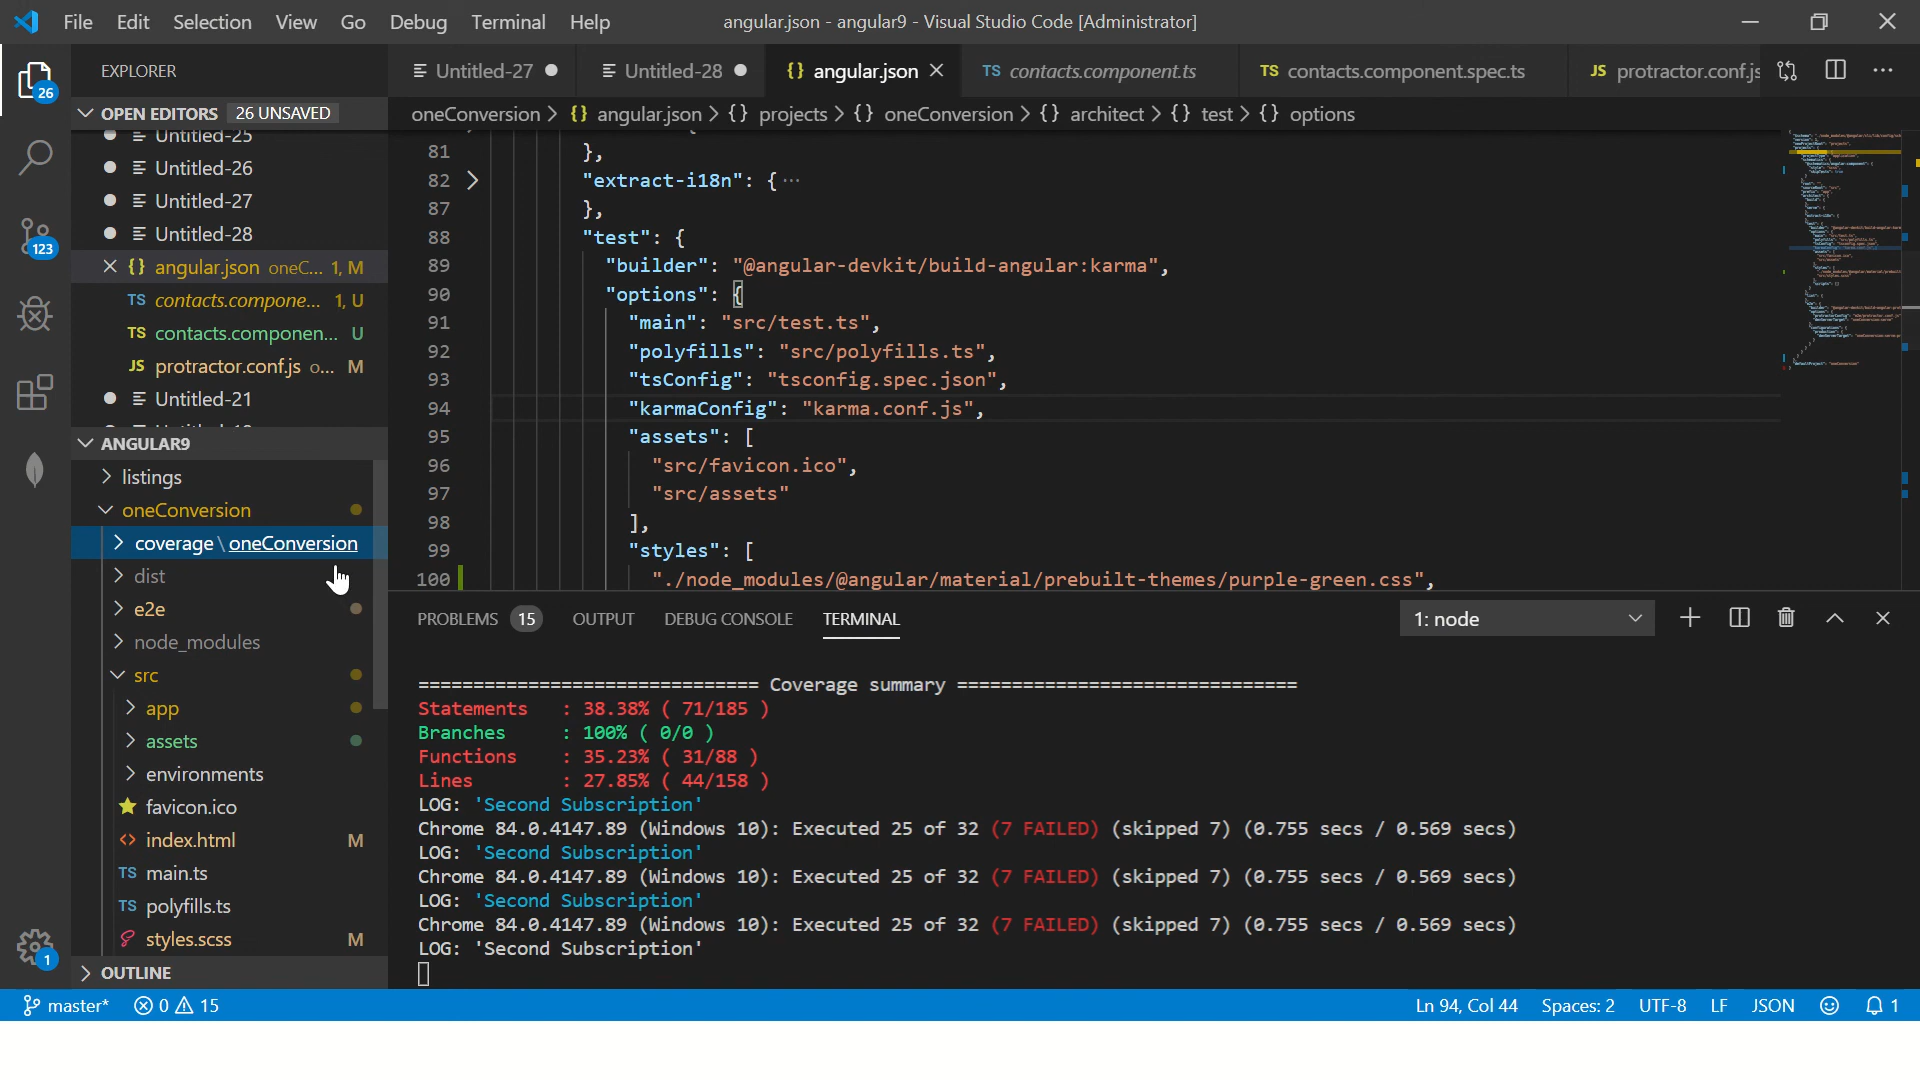 File Edit Selection View Go Debug Terminal Help angular.json - angular9 - Visual Studio Code [Administrator]
EXPLORER
26
123
1
OPEN EDITORS 26 UNSAVED
Untitled-25
Untitled-26
Untitled-27
Untitled-28
{} angular.json oneC... 1, M
TS contacts.compone... 1, U
TS contacts.componen... U
JS protractor.conf.js o... M
Untitled-21
ANGULAR9
listings
oneConversion
coverage \ oneConversion
dist
e2e
node_modules
src
app
assets
environments
favicon.ico
<> index.html M
TS main.ts
TS polyfills.ts
styles.scss M
OUTLINE
Untitled-27 Untitled-28 {} angular.json TS contacts.component.ts TS contacts.component.spec.ts JS protractor.conf.js
oneConversion > {} angular.json > {} projects > {} oneConversion > {} architect > {} test > {} options
81 },
82 "extract-i18n": { ...
87 },
88 "test": {
89 "builder": "@angular-devkit/build-angular:karma",
90 "options": {
91 "main": "src/test.ts",
92 "polyfills": "src/polyfills.ts",
93 "tsConfig": "tsconfig.spec.json",
94 "karmaConfig": "karma.conf.js",
95 "assets": [
96 "src/favicon.ico",
97 "src/assets"
98 ],
99 "styles": [
100 "./node_modules/@angular/material/prebuilt-themes/purple-green.css",
PROBLEMS 15 OUTPUT DEBUG CONSOLE TERMINAL 1: node
=============================== Coverage summary ===============================
Statements : 38.38% ( 71/185 )
Branches : 100% ( 0/0 )
Functions : 35.23% ( 31/88 )
Lines : 27.85% ( 44/158 )
LOG: 'Second Subscription'
Chrome 84.0.4147.89 (Windows 10): Executed 25 of 32 (7 FAILED) (skipped 7) (0.755 secs / 0.569 secs)
LOG: 'Second Subscription'
Chrome 84.0.4147.89 (Windows 10): Executed 25 of 32 (7 FAILED) (skipped 7) (0.755 secs / 0.569 secs)
LOG: 'Second Subscription'
Chrome 84.0.4147.89 (Windows 10): Executed 25 of 32 (7 FAILED) (skipped 7) (0.755 secs / 0.569 secs)
LOG: 'Second Subscription'
master* 0 15 Ln 94, Col 44 Spaces: 2 UTF-8 LF JSON 1